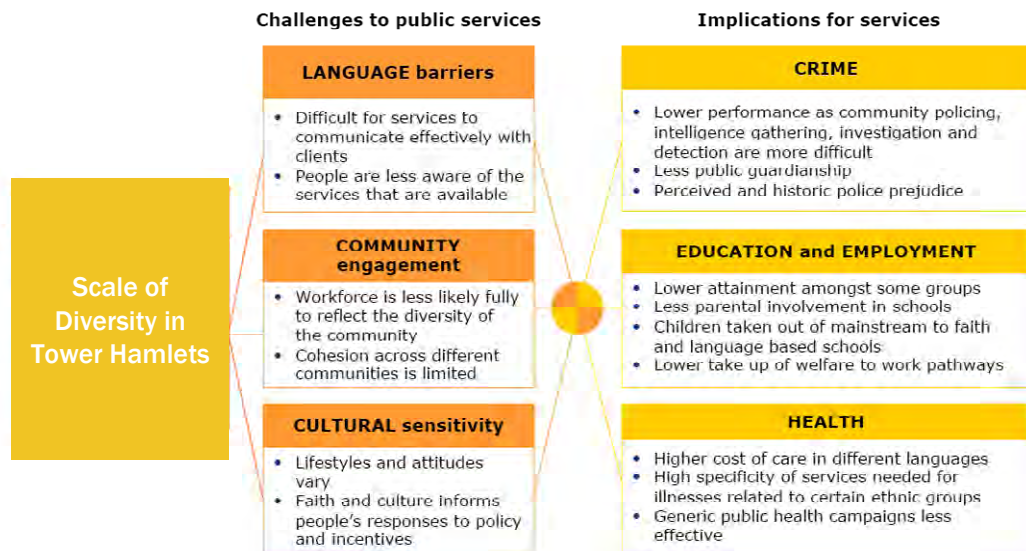 Challenges to public services
Implications for services
Scale of
Diversity in
Tower Hamlets
LANGUAGE barriers
• Difficult for services to
communicate effectively with
clients
• People are less aware of the
services that are available
COMMUNITY
engagement
• Workforce is less likely fully
to reflect the diversity of
the community
• Cohesion across different
communities is limited
CULTURAL sensitivity
• Lifestyles and attitudes
vary
• Faith and culture informs
people's responses to policy
and incentives
CRIME
• Lower performance as community policing,
intelligence gathering, investigation and
detection are more difficult
• Less public guardianship
• Perceived and historic police prejudice
EDUCATION and EMPLOYMENT
• Lower attainment amongst some groups
• Less parental involvement in schools
• Children taken out of mainstream to faith
and language based schools
• Lower take up of welfare to work pathways
HEALTH
• Higher cost of care in different languages
• High specificity of services needed for
illnesses related to certain ethnic groups
• Generic public health campaigns less
effective